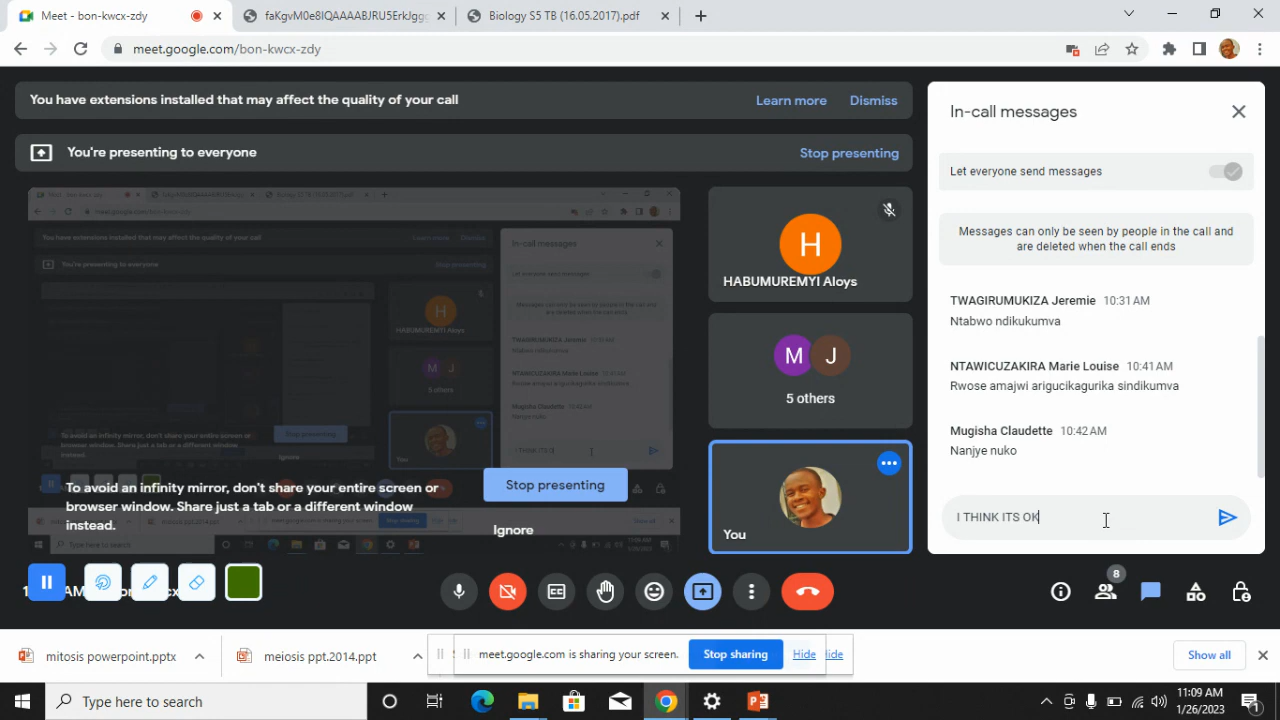 Meet - bon-kwcx-zdy
faKgvM0e8IQAAAABJRU5ErkJggg
Biology S5 TB (16.05.2017).pdf
meet.google.com/bon-kwcx-zdy
You have extensions installed that may affect the quality of your call
Learn more
Dismiss
You're presenting to everyone
Stop presenting
To avoid an infinity mirror, don't share your entire screen or
browser window. Share just a tab or a different window
instead.
Stop presenting
Ignore
H
HABUMUREMYI Aloys
M J
5 others
You
In-call messages
Let everyone send messages
Messages can only be seen by people in the call and
are deleted when the call ends
TWAGIRUMUKIZA Jeremie 10:31 AM
Ntabwo ndikukumva
NTAWICUZAKIRA Marie Louise 10:41 AM
Rwose amajwi arigucikagurika sindikumva
Mugisha Claudette 10:42 AM
Nanjye nuko
I THINK ITS OK
8
mitosis powerpoint.pptx
meiosis ppt.2014.ppt
meet.google.com is sharing your screen.
Stop sharing
Hide
Show all
Type here to search
11:09 AM
1/26/2023